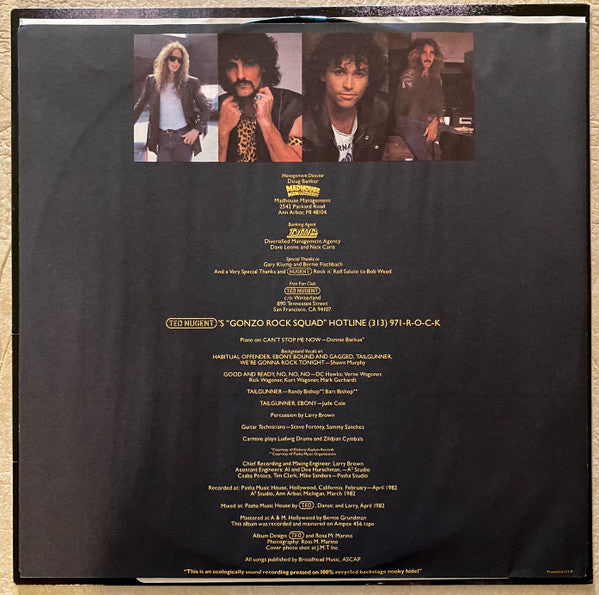 Management Director
Doug Banker
MADHOUSE
MANAGEMENT
Madhouse Management
2542 Packard Road
Ann Arbor, MI 48104
Booking Agent
Diversified Management Agency
Dave Leone and Nick Caris
Special Thanks to
Gary Klump and Bernie Fischbach
And a Very Special Thanks and NUGENT Rock n' Roll Salute to Bob Weed
Free Fan Club
TED NUGENT
c/o Winterland
890 Tennessee Street
San Francisco, CA 94107
TED NUGENT'S "GONZO ROCK SQUAD" HOTLINE (313) 971-R-O-C-K
Piano on: CAN'T STOP ME NOW—Donnie Backus*
Background Vocals on
HABITUAL OFFENDER, EBONY, BOUND AND GAGGED, TAILGUNNER,
WE'RE GONNA ROCK TONIGHT—Shawn Murphy
GOOD AND READY, NO, NO, NO—DC Hawks: Verne Wagoner,
Rick Wagoner, Kurt Wagoner, Mark Gerhardt
TAILGUNNER—Randy Bishop**, Bart Bishop**
TAILGUNNER, EBONY—Jude Cole
Percussion by Larry Brown
Guitar Technicians—Steve Fortney, Sammy Sanchez
Carmine plays Ludwig Drums and Zildjian Cymbals
*Courtesy of Entertainment
**Courtesy of Pasha Music Organization
Chief Recording and Mixing Engineer: Larry Brown
Assistant Engineers: Al and Dee Hurschman,—A² Studio
Csaba Petocz, Tim Clark, Mike Sanders—Pasha Studio
Recorded at: Pasha Music House, Hollywood, California, February—April 1982
A² Studio, Ann Arbor, Michigan, March 1982
Mixed at: Pasha Music House by TED, Danzit and Larry, April 1982
Mastered at A & M, Hollywood by Bernie Grundman
This album was recorded and mastered on Ampex 456 tape
Album Design: TED and Ross M. Marino
Photography: Ross M. Marino
Cover photo shot at J.M.T. Inc.
All songs published by Broadhead Music, ASCAP.
"This is an ecologically sound recording pressed on 100% recycled backstage nooky hide!"